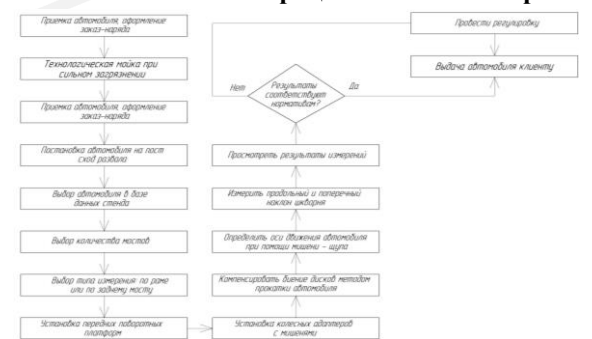 Приемка автомобиля, оформление
заказ-наряда
Технологическая мойка при
сильном загрязнении
Приемка автомобиля, оформление
заказ-наряда
Постановка автомобиля на пост
сход развала
Выбор автомобиля в базе
данных стенда
Выбор количества мостов
Выбор типа измерения: по раме
или по заднему мосту
Установка передних поворотных
платформ
Установка колесных адаптеров
с мишенями
Компенсировать биение дисков методом
прокатки автомобиля
Определить оси движения автомобиля
при помощи мишени - щупа
Измерить продольный и поперечный
наклон шкворня
Просмотреть результаты измерений
Результаты
соответствуют
нормативам?
Нет
Да
Провести регулировку
Выдача автомобиля клиенту